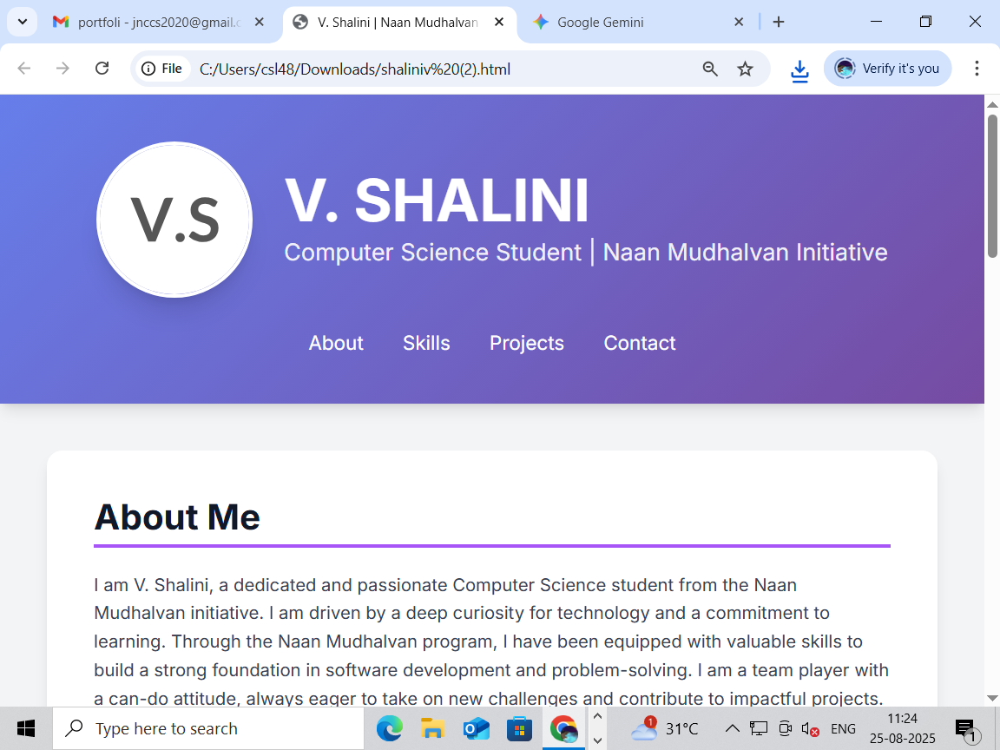 portfoli - jnccs2020@gmail.c
V. Shalini | Naan Mudhalvan
Google Gemini
File
C:/Users/csl48/Downloads/shaliniv%20(2).html
Verify it's you
V.S
V. SHALINI
Computer Science Student | Naan Mudhalvan Initiative
About
Skills
Projects
Contact
About Me
I am V. Shalini, a dedicated and passionate Computer Science student from the Naan
Mudhalvan initiative. I am driven by a deep curiosity for technology and a commitment to
learning. Through the Naan Mudhalvan program, I have been equipped with valuable skills to
build a strong foundation in software development and problem-solving. I am a team player with
a can-do attitude, always eager to take on new challenges and contribute to impactful projects.
Type here to search
1
31°C
ENG
11:24
25-08-2025
1